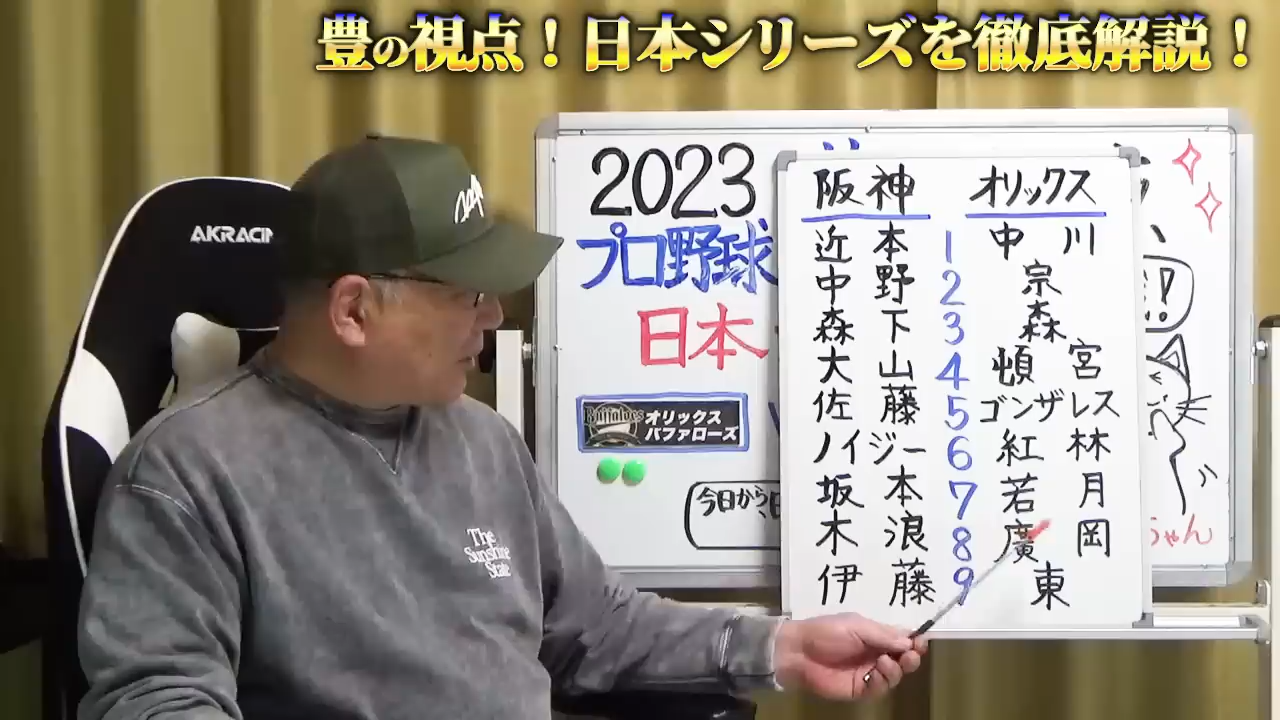 豊の視点！日本シリーズを徹底解説！
AKRACIN
2023
プロ野球
日本
Buffaloes
オリックス
バファローズ
今日から、日
!!
ちゃん
阪神 オリックス
近本 1 中川
中野 2 宗
森下 3 森
大山 4 頓宮
佐藤 5 ゴンザレス
ノイジー 6 紅林
坂本 7 若月
木浪 8 廣岡
伊藤 9 東
The
Sunshine
State